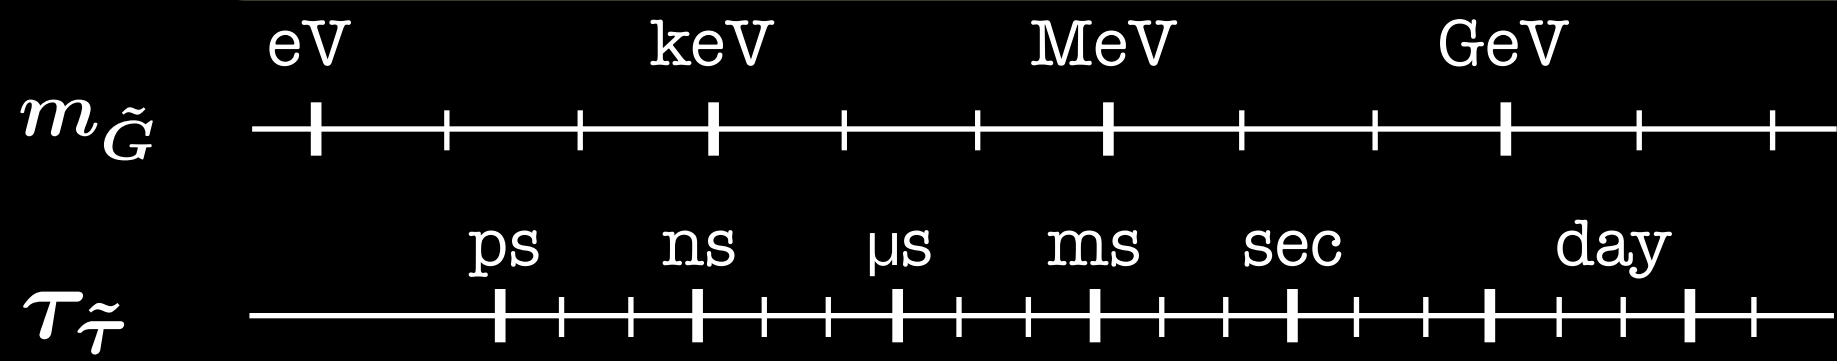 eV keV MeV GeV
m_G̃
ps ns µs ms sec day
τ_τ̃